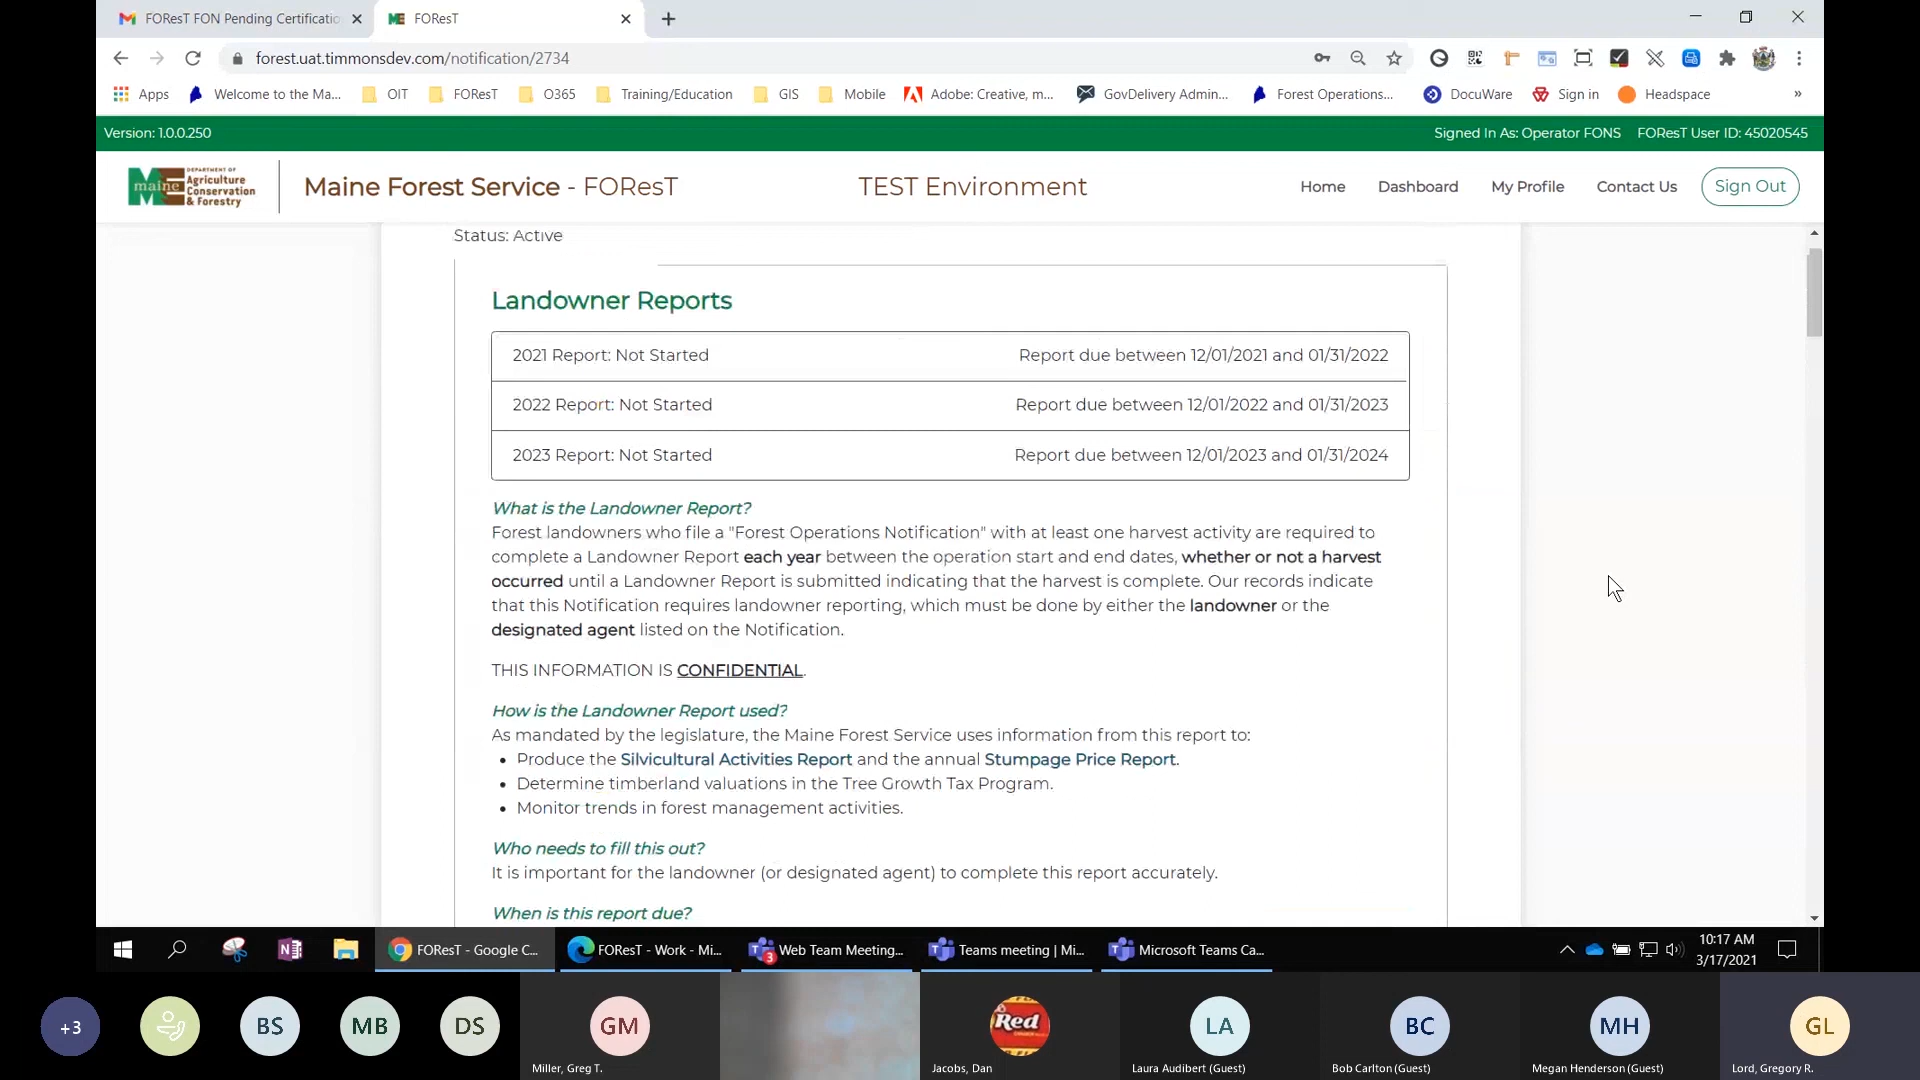 FOResT FON Pending Certificatio
FOResT
forest.uat.timmonsdev.com/notification/2734
Apps
Welcome to the Ma...
OIT
FOResT
O365
Training/Education
GIS
Mobile
Adobe: Creative, m...
GovDelivery Admin...
Forest Operations...
DocuWare
Sign in
Headspace
»
Version: 1.0.0.250
Signed In As: Operator FONS FOResT User ID: 45020545
maine
DEPARTMENT OF
Agriculture
Conservation
& Forestry
Maine Forest Service - FOResT
TEST Environment
Home
Dashboard
My Profile
Contact Us
Sign Out
Status: Active
Landowner Reports
2021 Report: Not Started Report due between 12/01/2021 and 01/31/2022
2022 Report: Not Started Report due between 12/01/2022 and 01/31/2023
2023 Report: Not Started Report due between 12/01/2023 and 01/31/2024
What is the Landowner Report?
Forest landowners who file a "Forest Operations Notification" with at least one harvest activity are required to
complete a Landowner Report each year between the operation start and end dates, whether or not a harvest
occurred until a Landowner Report is submitted indicating that the harvest is complete. Our records indicate
that this Notification requires landowner reporting, which must be done by either the landowner or the
designated agent listed on the Notification.
THIS INFORMATION IS CONFIDENTIAL.
How is the Landowner Report used?
As mandated by the legislature, the Maine Forest Service uses information from this report to:
• Produce the Silvicultural Activities Report and the annual Stumpage Price Report.
• Determine timberland valuations in the Tree Growth Tax Program.
• Monitor trends in forest management activities.
Who needs to fill this out?
It is important for the landowner (or designated agent) to complete this report accurately.
When is this report due?
FOResT - Google C...
FOResT - Work - Mi...
3
Web Team Meeting...
Teams meeting | Mi...
Microsoft Teams Ca...
10:17 AM
3/17/2021
+3
BS
MB
DS
GM
Miller, Greg T.
Red
Jacobs, Dan
LA
Laura Audibert (Guest)
BC
Bob Carlton (Guest)
MH
Megan Henderson (Guest)
GL
Lord, Gregory R.